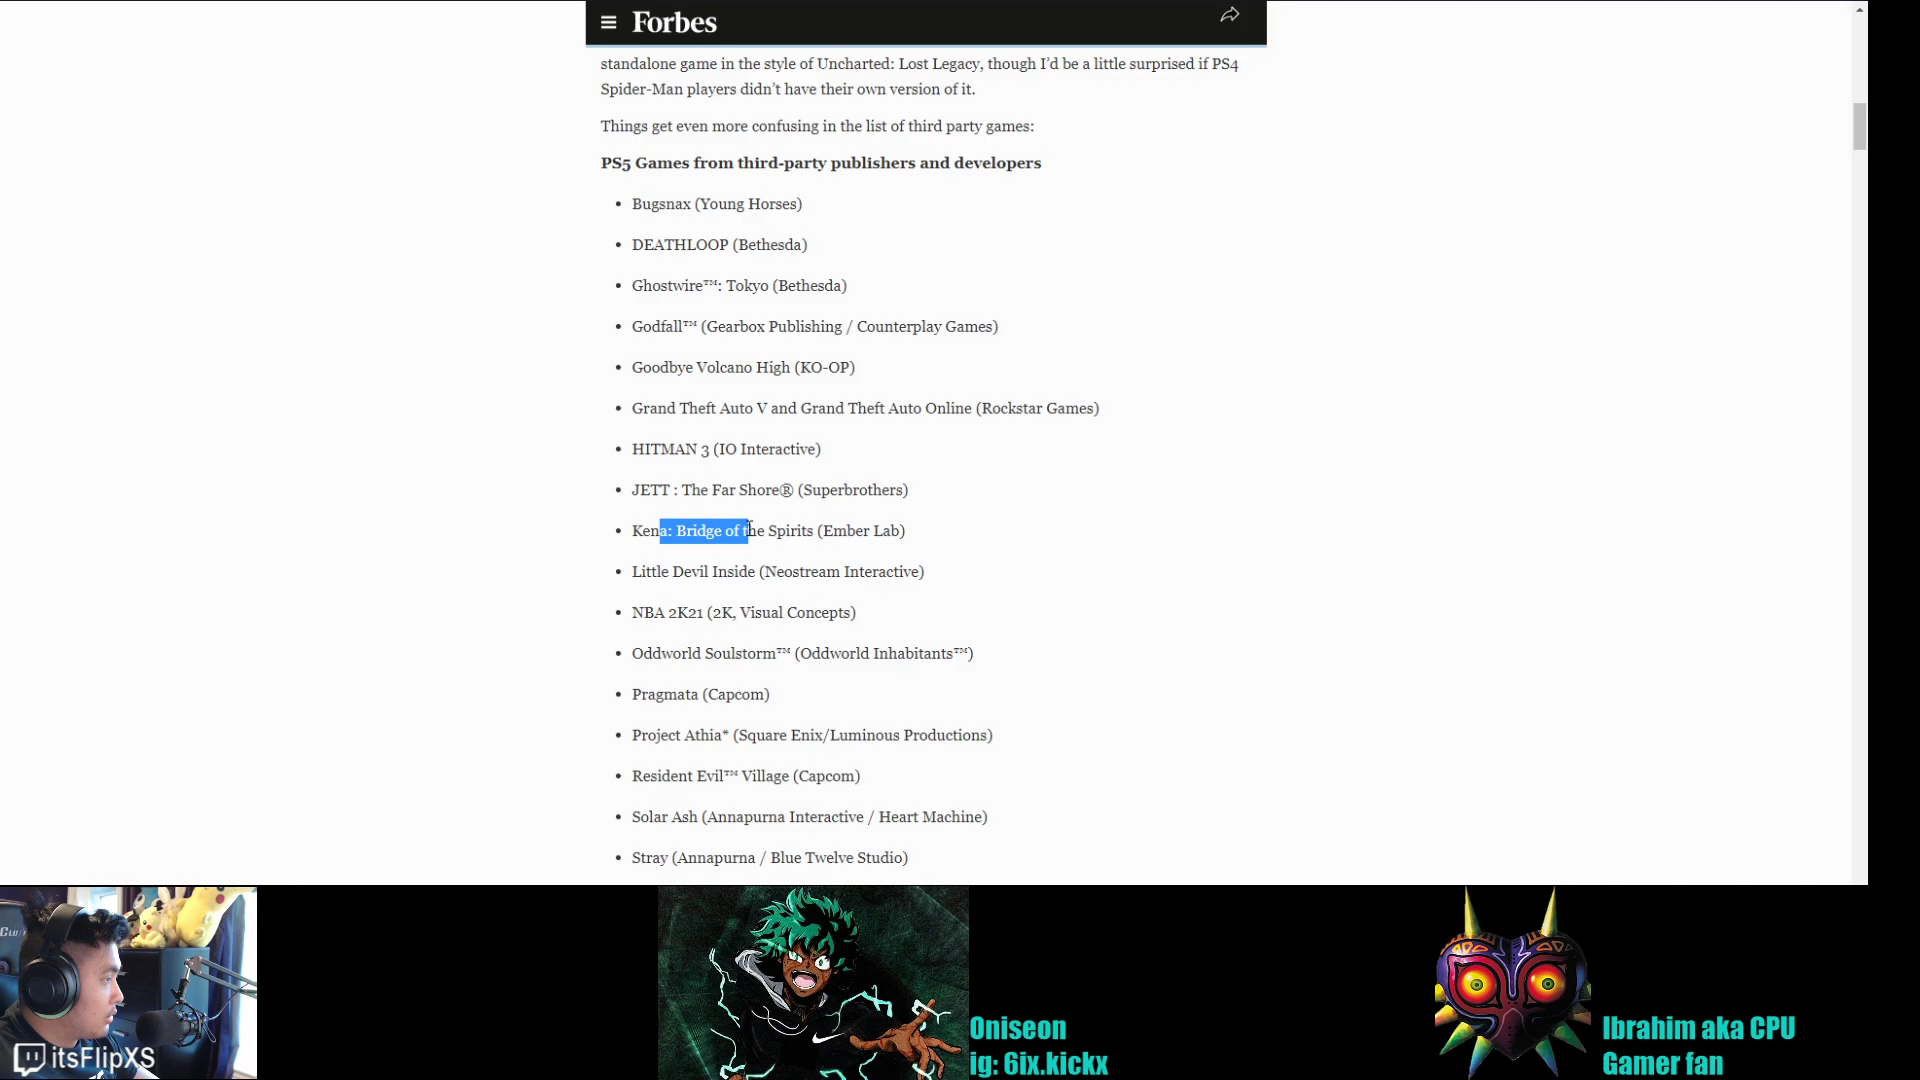 Forbes
standalone game in the style of Uncharted: Lost Legacy, though I’d be a little surprised if PS4
Spider-Man players didn’t have their own version of it.
Things get even more confusing in the list of third party games:
PS5 Games from third-party publishers and developers
• Bugsnax (Young Horses)
• DEATHLOOP (Bethesda)
• Ghostwire™: Tokyo (Bethesda)
• Godfall™ (Gearbox Publishing / Counterplay Games)
• Goodbye Volcano High (KO-OP)
• Grand Theft Auto V and Grand Theft Auto Online (Rockstar Games)
• HITMAN 3 (IO Interactive)
• JETT : The Far Shore® (Superbrothers)
• Kena: Bridge of the Spirits (Ember Lab)
• Little Devil Inside (Neostream Interactive)
• NBA 2K21 (2K, Visual Concepts)
• Oddworld Soulstorm™ (Oddworld Inhabitants™)
• Pragmata (Capcom)
• Project Athia* (Square Enix/Luminous Productions)
• Resident Evil™ Village (Capcom)
• Solar Ash (Annapurna Interactive / Heart Machine)
• Stray (Annapurna / Blue Twelve Studio)
itsFlipXS
Oniseon
ig: 6ix.kickx
Ibrahim aka CPU
Gamer fan